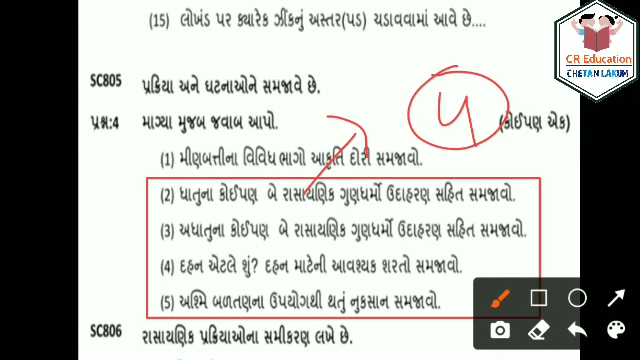 (15) લોખંડ પર ક્યારેક ઝીંકનું અસ્તર(પડ) ચડાવવામાં આવે છે....
CR Education
CHETAN LAKUM
SC805 પ્રક્રિયા અને ઘટનાઓને સમજાવે છે.
પ્રશ્ન:4 માગ્યા મુજબ જવાબ આપો. (કોઈપણ એક)
4
(1) મીણબત્તીના વિવિધ ભાગો આકૃતિ દોરી સમજાવો.
(2) ધાતુના કોઈપણ બે રાસાયણિક ગુણધર્મો ઉદાહરણ સહિત સમજાવો.
(3) અધાતુના કોઈપણ બે રાસાયણિક ગુણધર્મો ઉદાહરણ સહિત સમજાવો.
(4) દહન એટલે શું? દહન માટેની આવશ્યક શરતો સમજાવો.
(5) અશ્મિ બળતણના ઉપયોગથી થતું નુકસાન સમજાવો.
SC806 રાસાયણિક પ્રક્રિયાઓના સમીકરણ લખે છે.